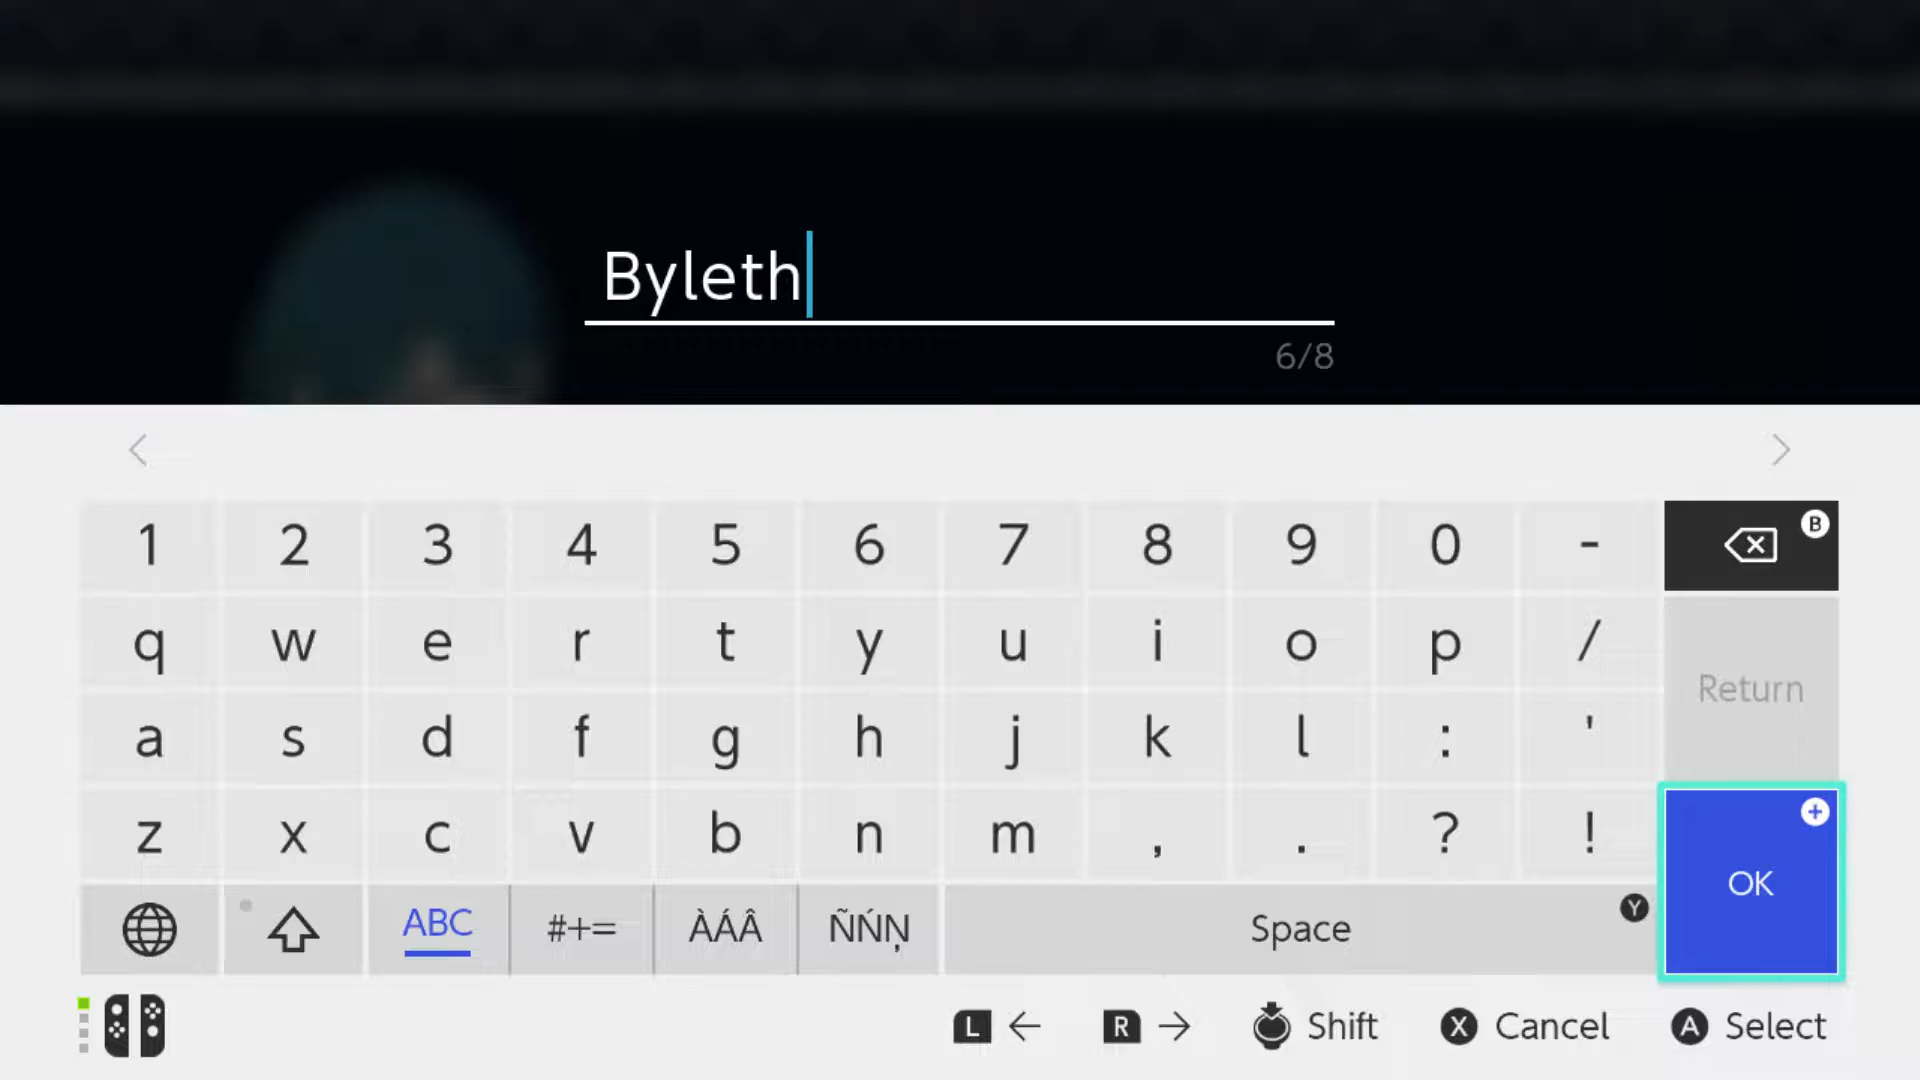 Byleth
6/8
1 2 3 4 5 6 7 8 9 0 - B
q w e r t y u i o p / Return
a s d f g h j k l : '
z x c v b n m , . ? ! + OK
ABC #+= ÀÁÂ ÑŃŅ Space Y
L ← R → Shift X Cancel A Select